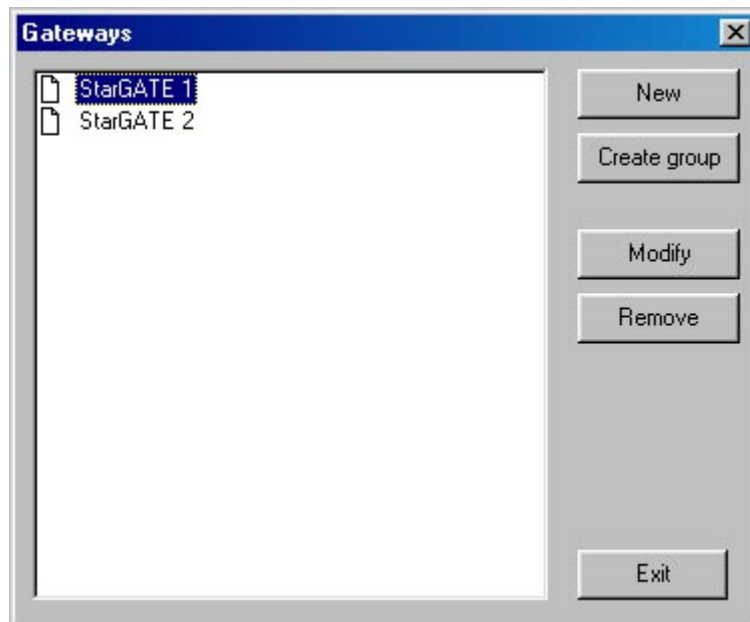 Gateways
StarGATE 1
StarGATE 2
New
Create group
Modify
Remove
Exit